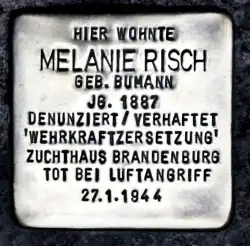 HIER WOHNTE
MELANIE RISCH
GEB. BUMANN
JG. 1887
DENUNZIERT / VERHAFTET
'WEHRKRAFTZERSETZUNG'
ZUCHTHAUS BRANDENBURG
TOT BEI LUFTANGRIFF
27.1.1944